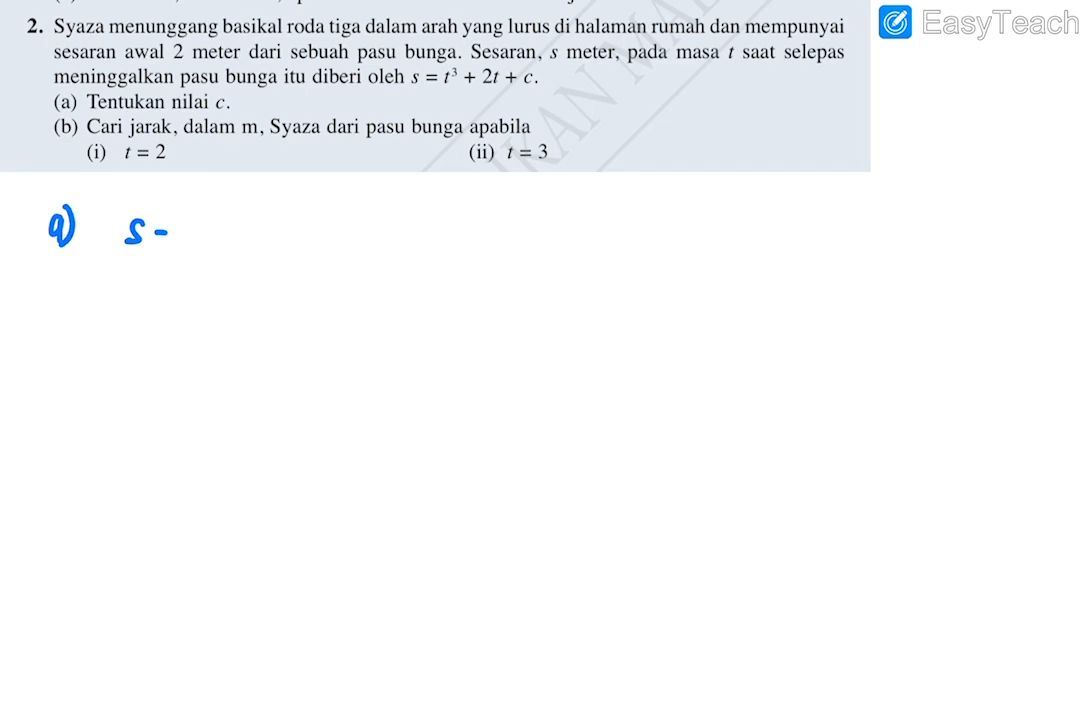 2. Syaza menunggang basikal roda tiga dalam arah yang lurus di halaman rumah dan mempunyai
sesaran awal 2 meter dari sebuah pasu bunga. Sesaran, s meter, pada masa t saat selepas
meninggalkan pasu bunga itu diberi oleh s = t³ + 2t + c.
(a) Tentukan nilai c.
(b) Cari jarak, dalam m, Syaza dari pasu bunga apabila
(i) t = 2 (ii) t = 3
EasyTeach
a) s -